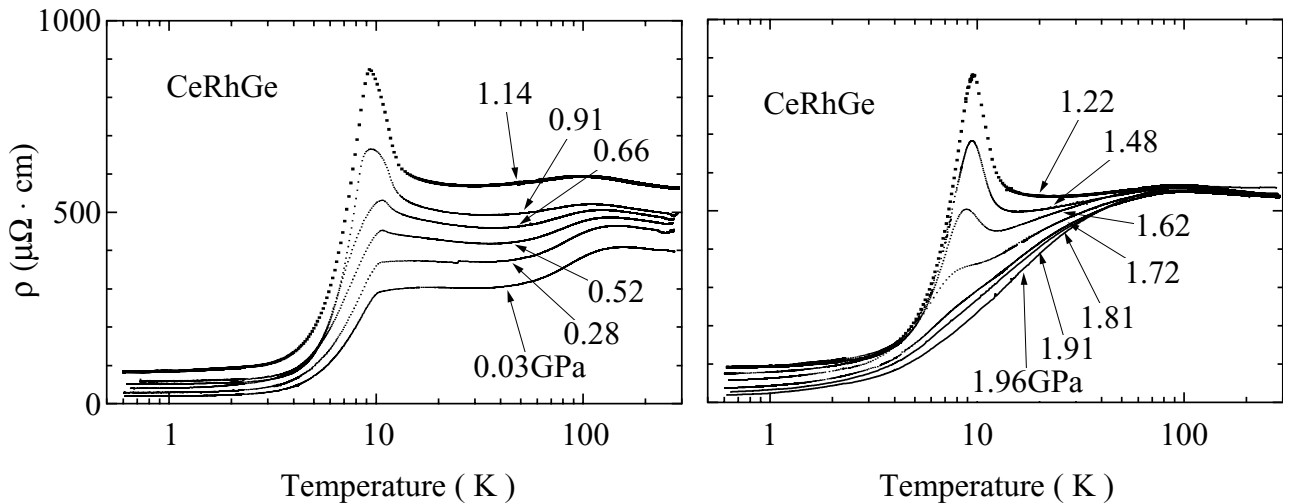 1000
500
0
ρ (μΩ · cm)
CeRhGe
1.14
0.91
0.66
0.52
0.28
0.03GPa
1
10
100
Temperature ( K )
CeRhGe
1.22
1.48
1.62
1.72
1.81
1.91
1.96GPa
1
10
100
Temperature ( K )